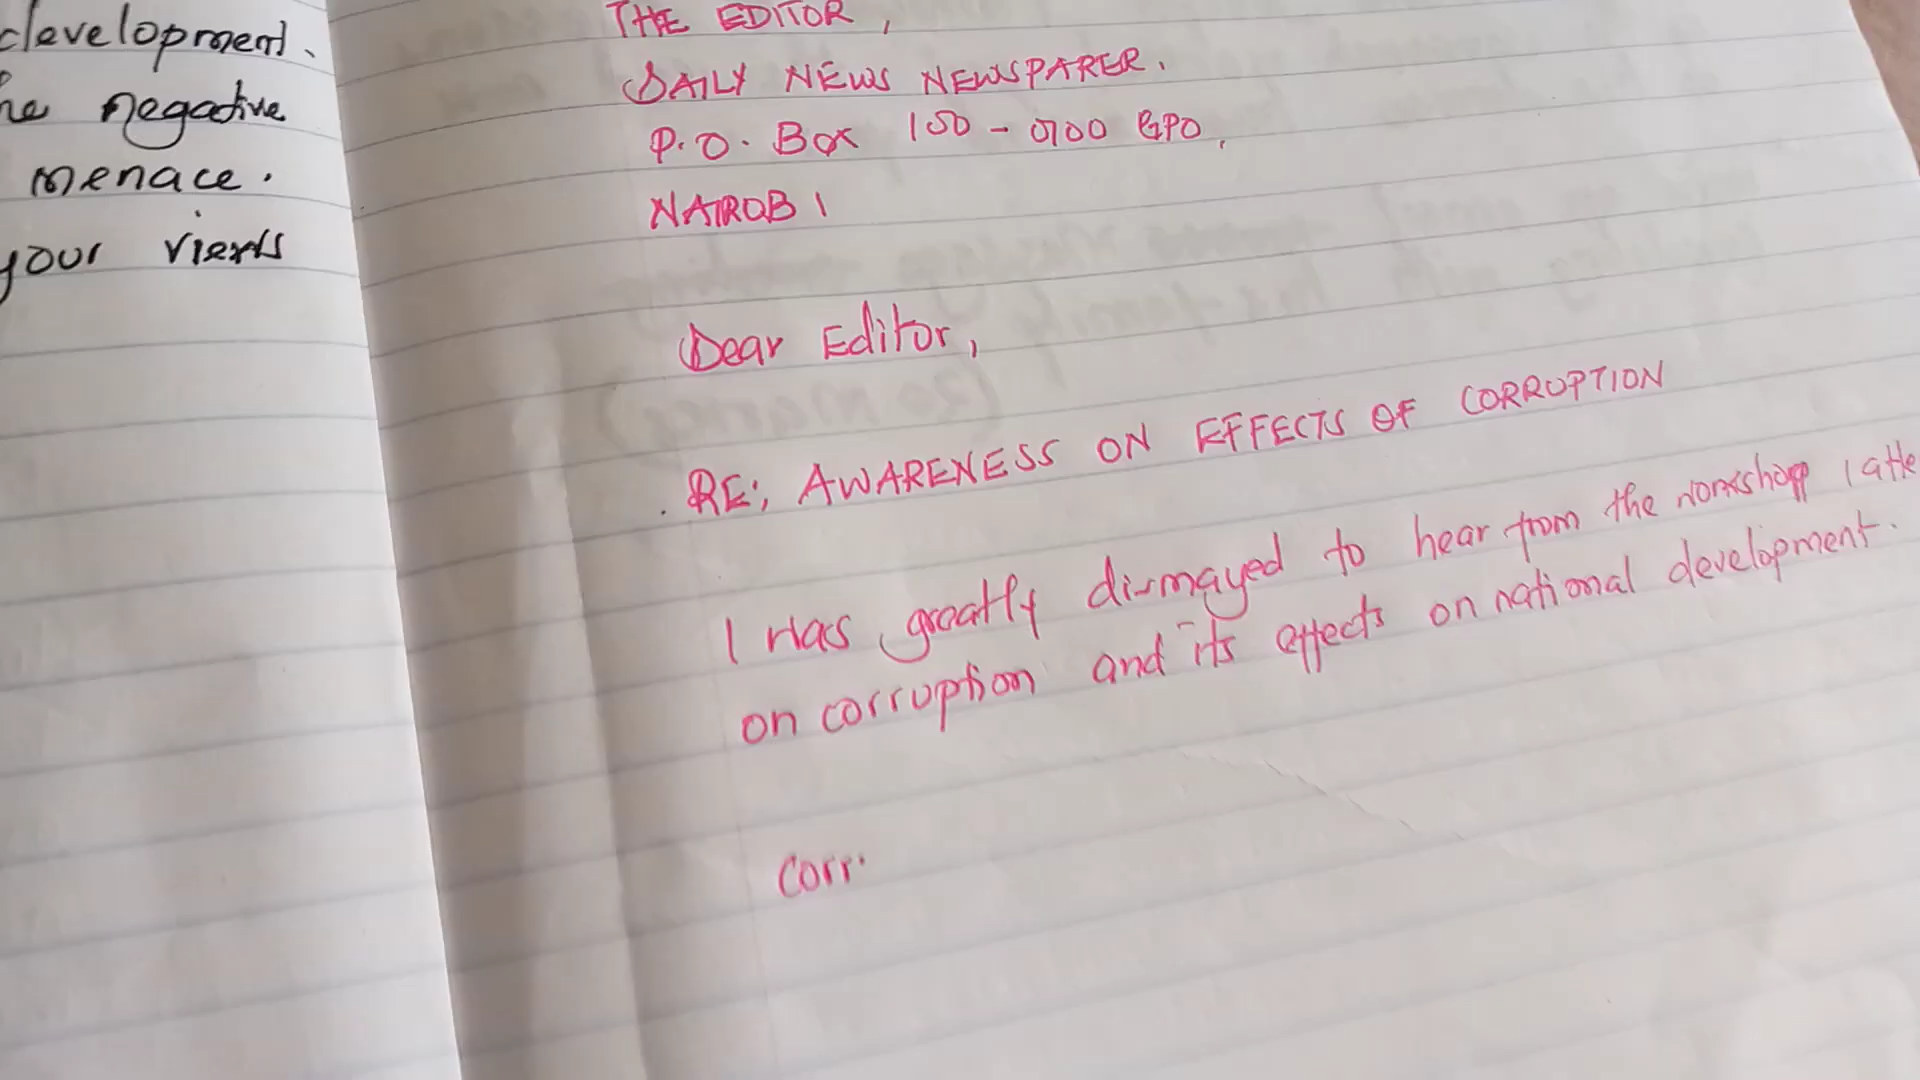 development.
negative
menace.
your views
THE EDITOR,
DAILY NEWS NEWSPAPER.
P.O. Box 150 - 0100 GPO,
NAIROBI
Dear Editor,
RE; AWARENESS ON EFFECTS OF CORRUPTION
I was greatly dismayed to hear from the workshop I atte
on corruption and its effects on national development.
Corr